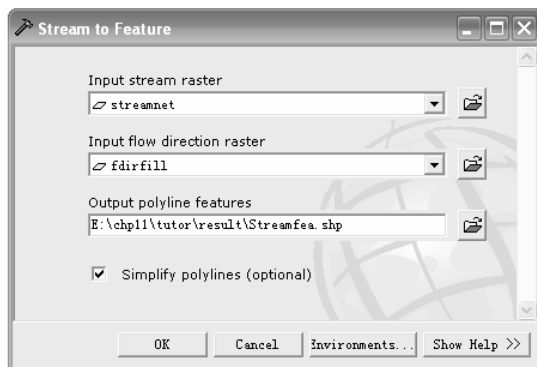 Stream to Feature
Input stream raster
streamnet
Input flow direction raster
fdirfill
Output polyline features
E:\chp11\tutor\result\Streamfea.shp
Simplify polylines (optional)
OK
Cancel
Environments...
Show Help >>